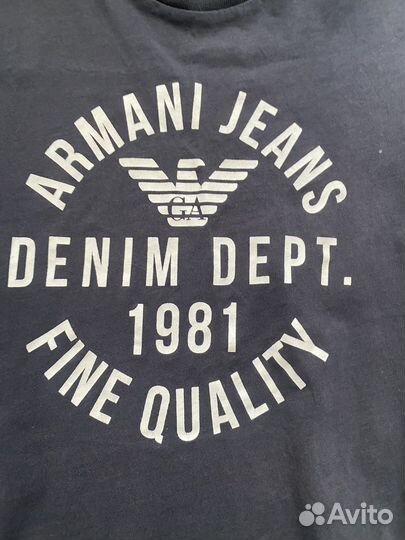 ARMANI JEANS
GA
DENIM DEPT.
1981
FINE QUALITY
Avito